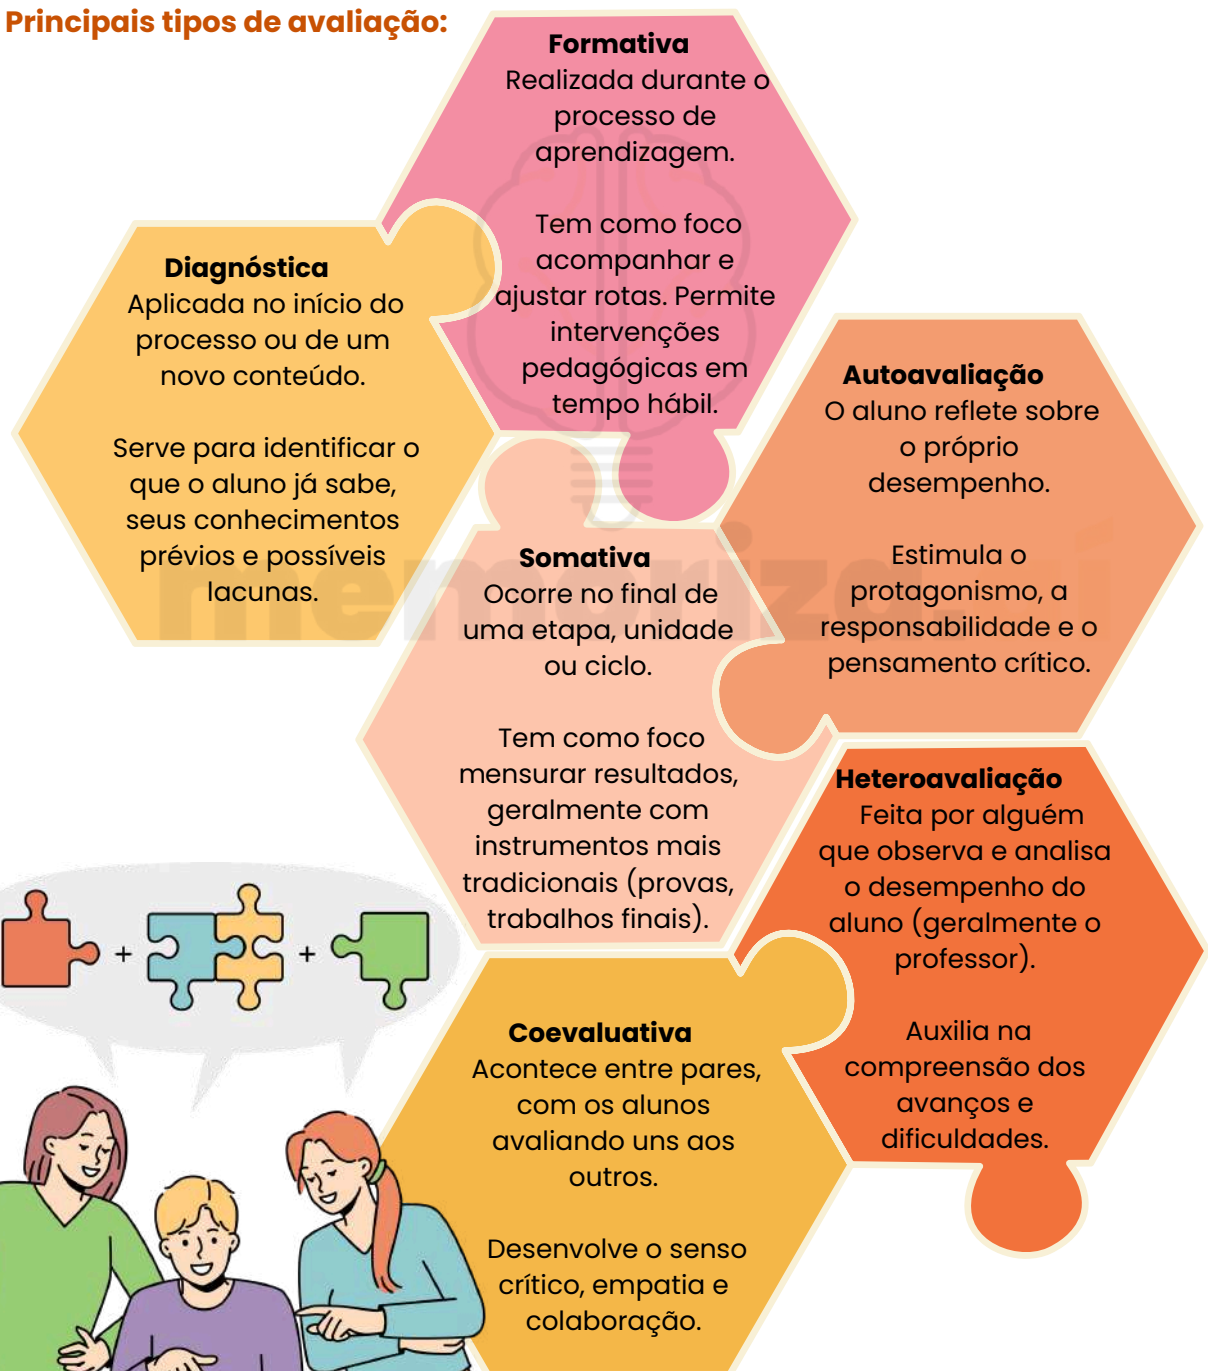 Principais tipos de avaliação:
Formativa
Realizada durante o
processo de
aprendizagem.
Tem como foco
acompanhar e
ajustar rotas. Permite
intervenções
pedagógicas em
tempo hábil.
Diagnóstica
Aplicada no início do
processo ou de um
novo conteúdo.
Serve para identificar o
que o aluno já sabe,
seus conhecimentos
prévios e possíveis
lacunas.
Autoavaliação
O aluno reflete sobre
o próprio
desempenho.
Estimula o
protagonismo, a
responsabilidade e o
pensamento crítico.
Somativa
Ocorre no final de
uma etapa, unidade
ou ciclo.
Tem como foco
mensurar resultados,
geralmente com
instrumentos mais
tradicionais (provas,
trabalhos finais).
Heteroavaliação
Feita por alguém
que observa e analisa
o desempenho do
aluno (geralmente o
professor).
Auxilia na
compreensão dos
avanços e
dificuldades.
Coevaluativa
Acontece entre pares,
com os alunos
avaliando uns aos
outros.
Desenvolve o senso
crítico, empatia e
colaboração.
+ +